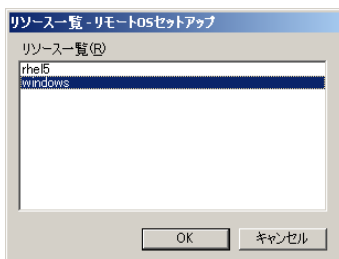 リソース一覧 - リモートOSセットアップ
リソース一覧(R)
rhel5
windows
OK
キャンセル